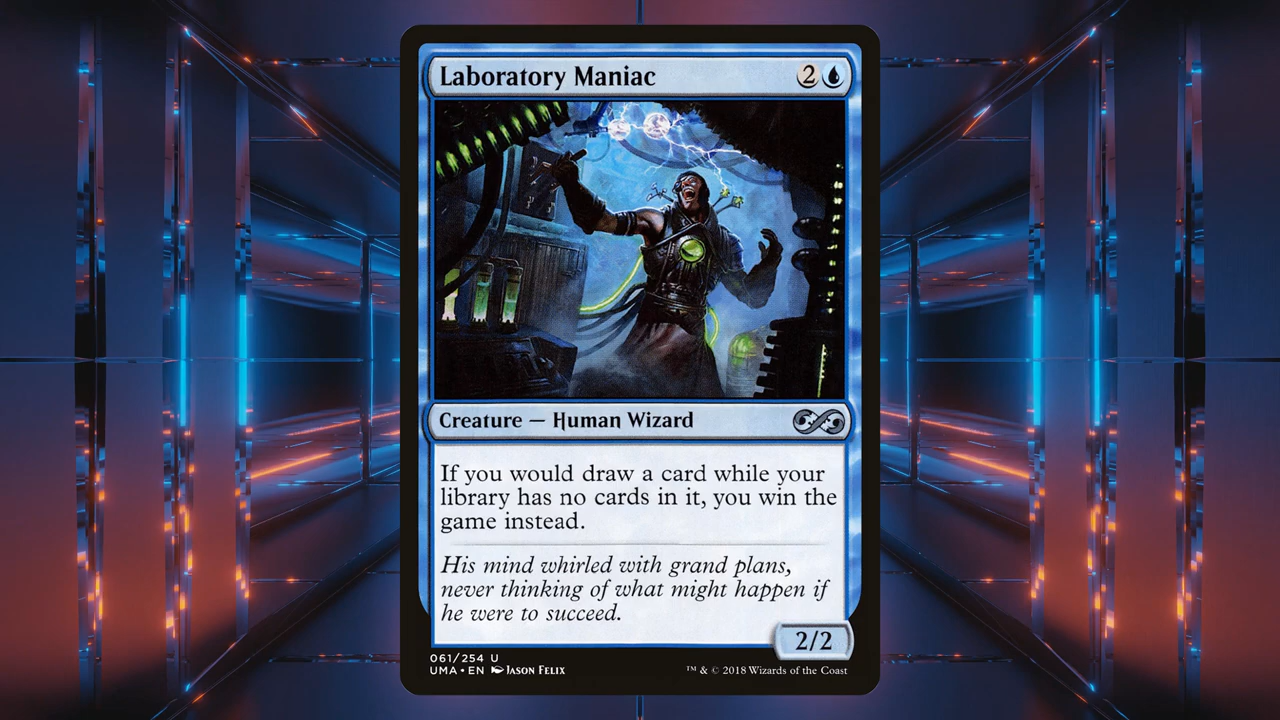 Laboratory Maniac 2
Creature — Human Wizard
If you would draw a card while your
library has no cards in it, you win the
game instead.
His mind whirled with grand plans,
never thinking of what might happen if
he were to succeed.
2/2
061/254 U
UMA • EN Jason Felix
™ & © 2018 Wizards of the Coast